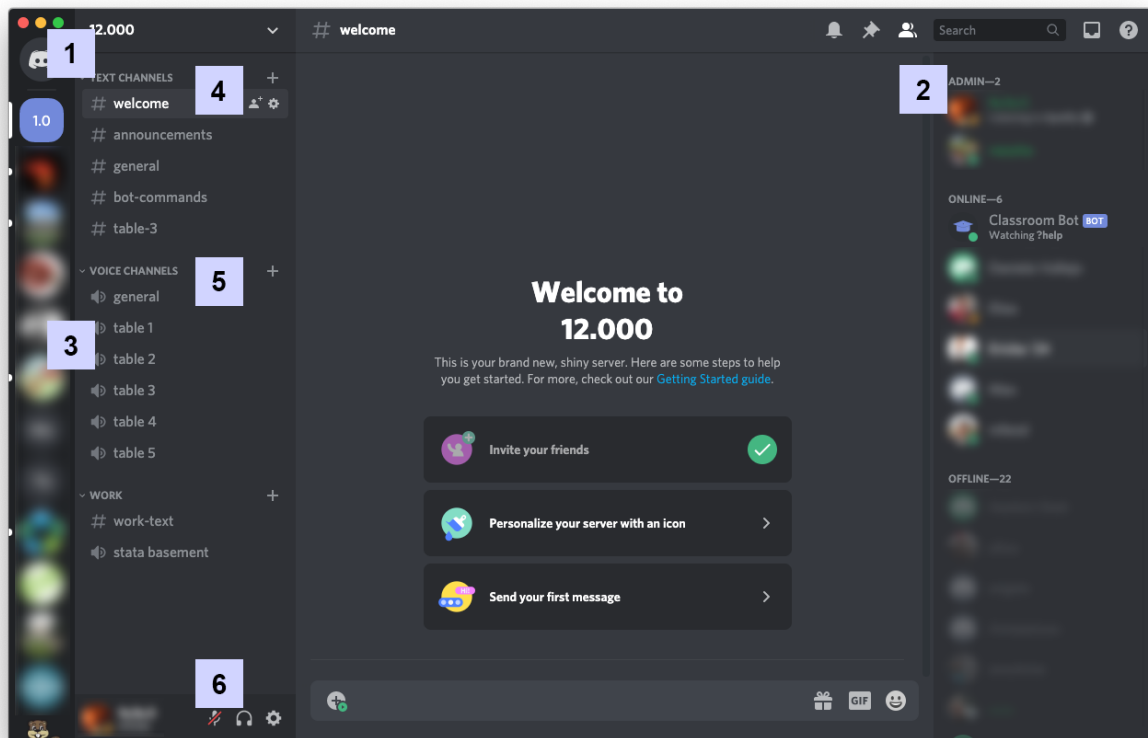 12.000
# welcome
Search
1
TEXT CHANNELS
4
# welcome
# announcements
# general
# bot-commands
# table-3
VOICE CHANNELS
5
general
table 1
3
table 2
table 3
table 4
table 5
WORK
# work-text
stata basement
6
1.0
Welcome to
12.000
This is your brand new, shiny server. Here are some steps to help
you get started. For more, check out our Getting Started guide.
Invite your friends
Personalize your server with an icon
Send your first message
HI!
GIF
2
ADMIN—2
ONLINE—6
Classroom Bot BOT
Watching ?help
OFFLINE—22